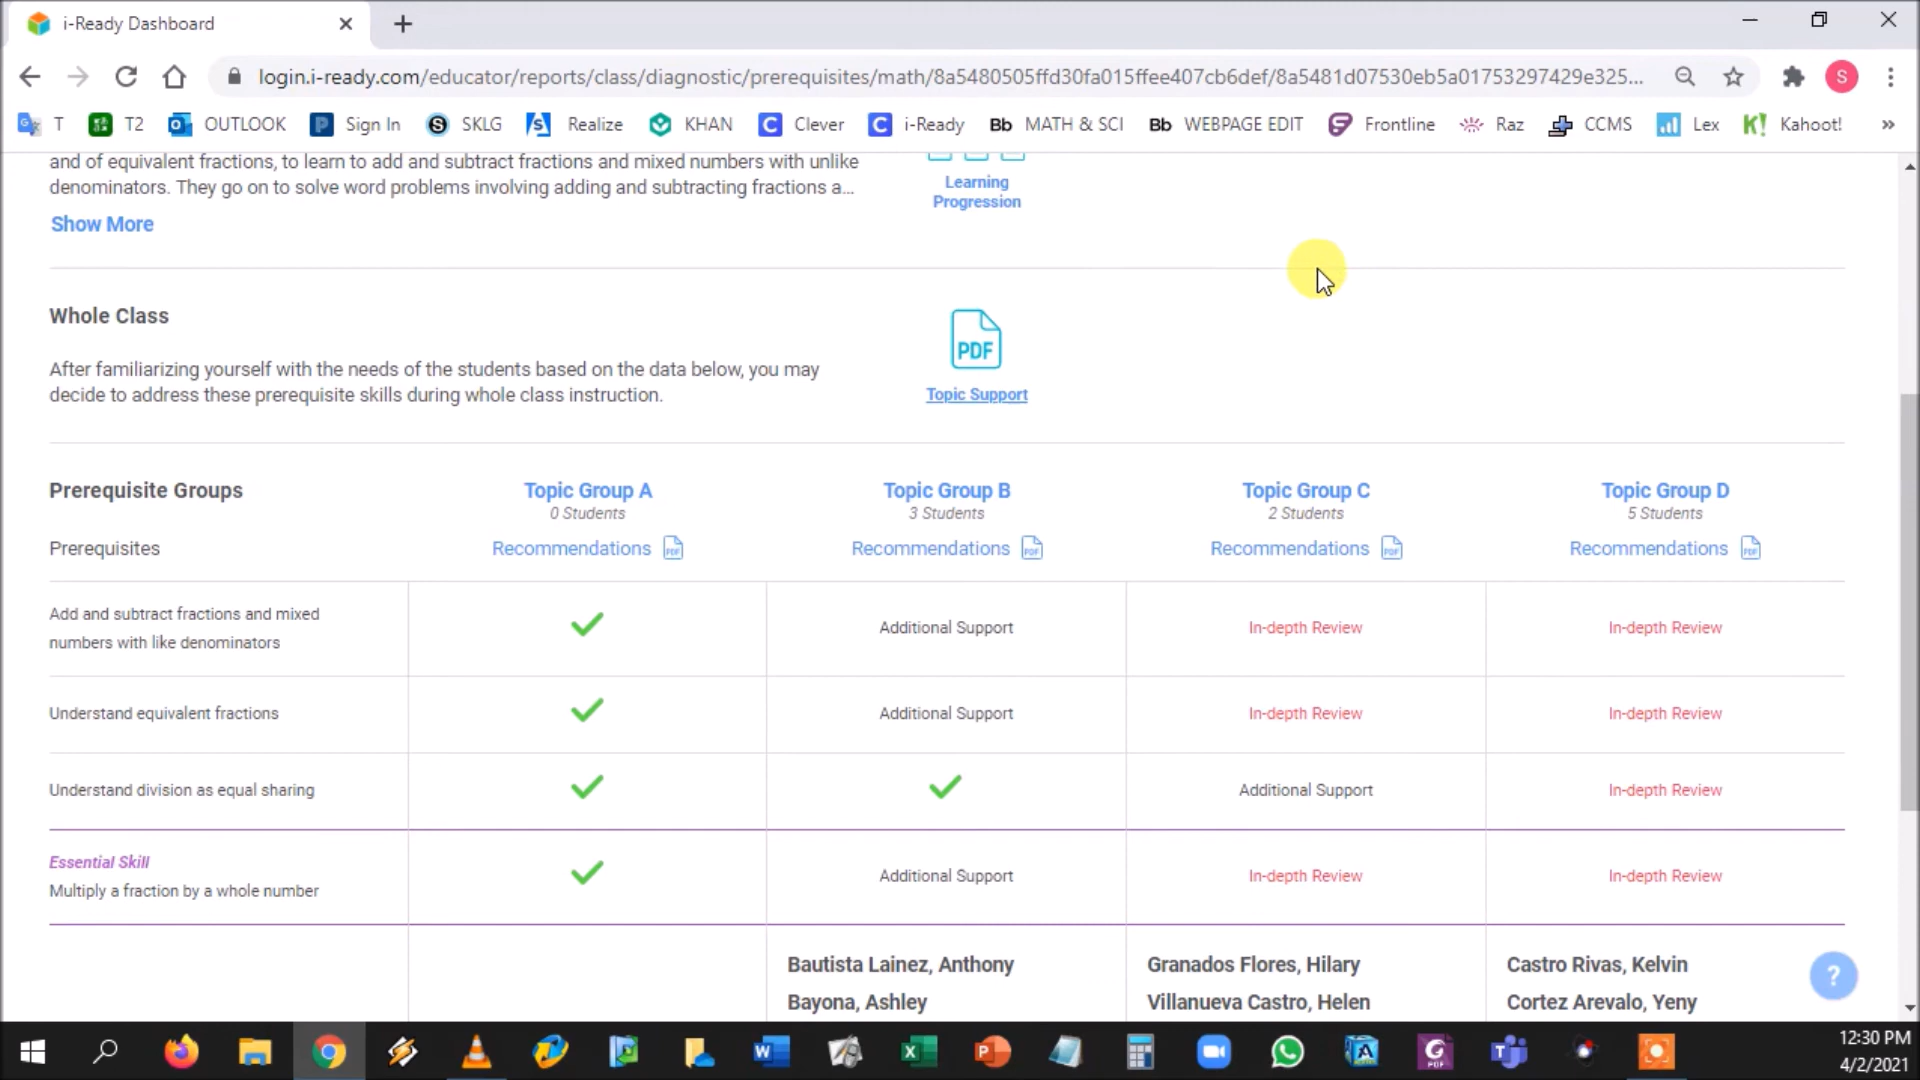 i-Ready Dashboard
login.i-ready.com/educator/reports/class/diagnostic/prerequisites/math/8a5480505ffd30fa015ffee407cb6def/8a5481d07530eb5a01753297429e325...
S
T T2 OUTLOOK Sign In SKLG Realize KHAN Clever i-Ready Bb MATH & SCI Bb WEBPAGE EDIT Frontline Raz CCMS Lex K! Kahoot! »
and of equivalent fractions, to learn to add and subtract fractions and mixed numbers with unlike
denominators. They go on to solve word problems involving adding and subtracting fractions a...
Show More
Learning
Progression
Whole Class
After familiarizing yourself with the needs of the students based on the data below, you may
decide to address these prerequisite skills during whole class instruction.
PDF
Topic Support
Prerequisite Groups Topic Group A Topic Group B Topic Group C Topic Group D
0 Students 3 Students 2 Students 5 Students
Prerequisites Recommendations PDF Recommendations PDF Recommendations PDF Recommendations PDF
Add and subtract fractions and mixed
numbers with like denominators
Additional Support In-depth Review In-depth Review
Understand equivalent fractions Additional Support In-depth Review In-depth Review
Understand division as equal sharing Additional Support In-depth Review
Essential Skill
Multiply a fraction by a whole number Additional Support In-depth Review In-depth Review
Bautista Lainez, Anthony Granados Flores, Hilary Castro Rivas, Kelvin
Bayona, Ashley Villanueva Castro, Helen Cortez Arevalo, Yeny
?
12:30 PM
4/2/2021